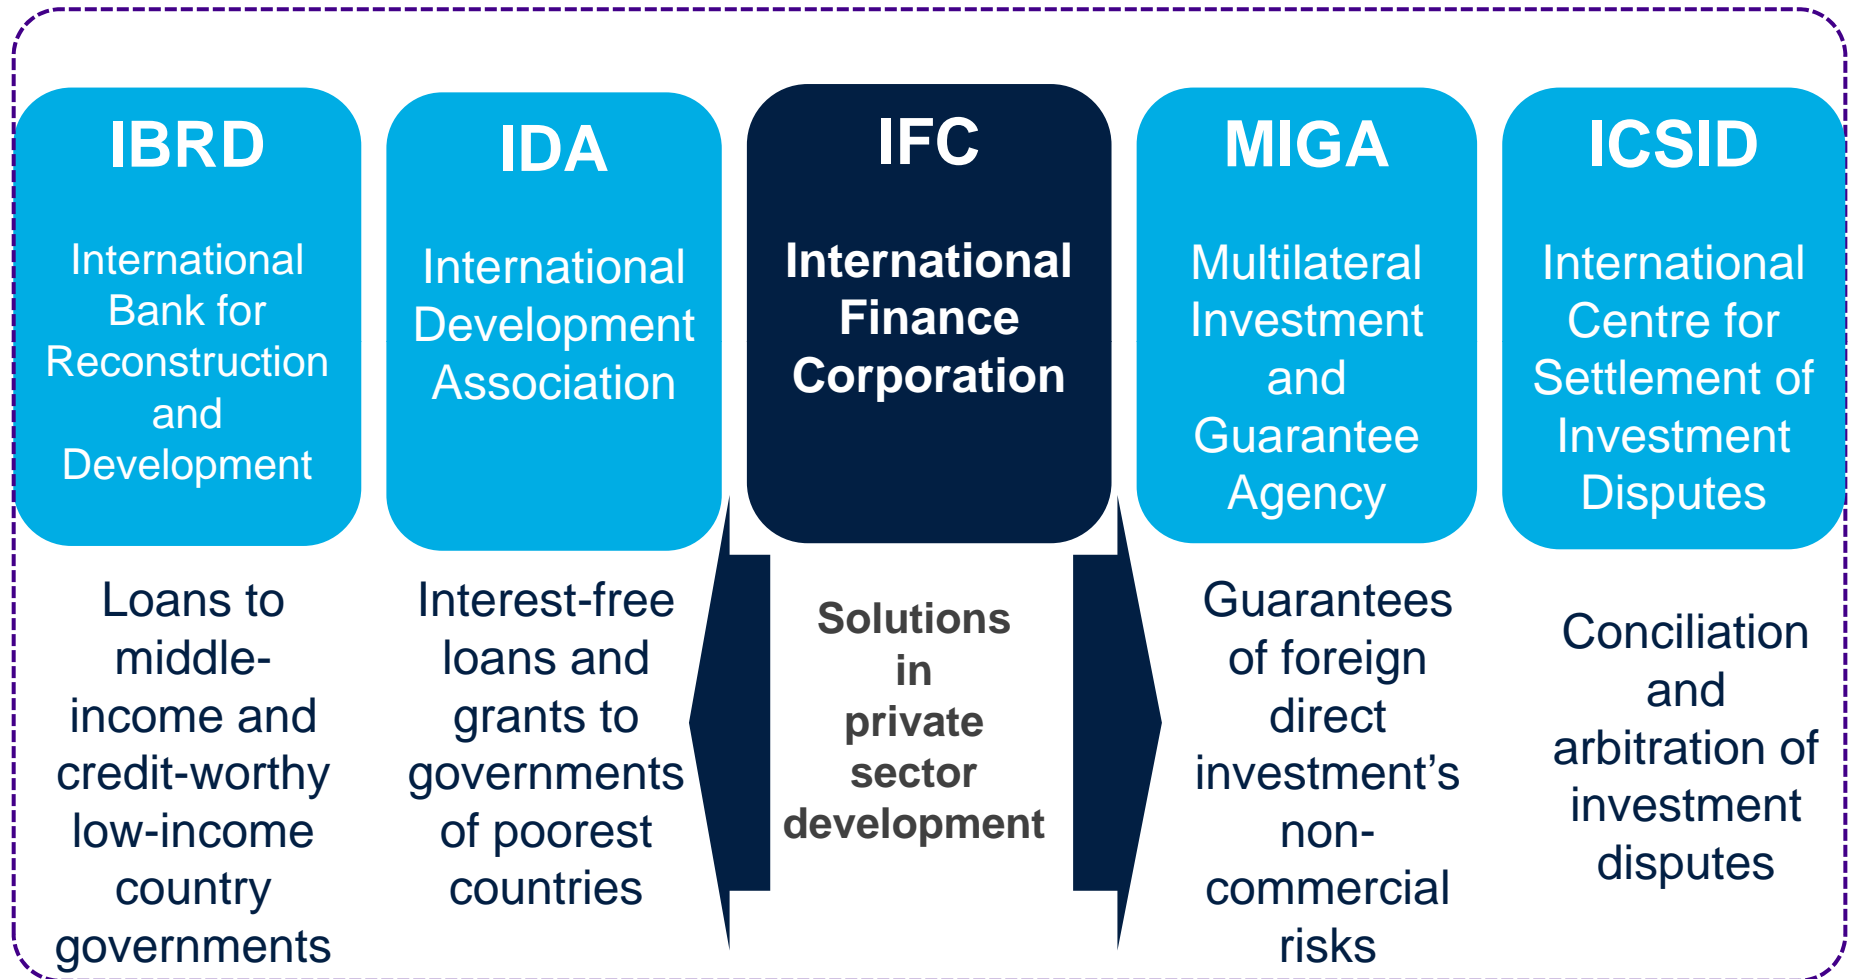 IBRD
International
Bank for
Reconstruction
and
Development
Loans to
middle-
income and
credit-worthy
low-income
country
governments
IDA
International
Development
Association
Interest-free
loans and
grants to
governments
of poorest
countries
IFC
International
Finance
Corporation
Solutions
in
private
sector
development
MIGA
Multilateral
Investment
and
Guarantee
Agency
Guarantees
of foreign
direct
investment’s
non-
commercial
risks
ICSID
International
Centre for
Settlement of
Investment
Disputes
Conciliation
and
arbitration of
investment
disputes